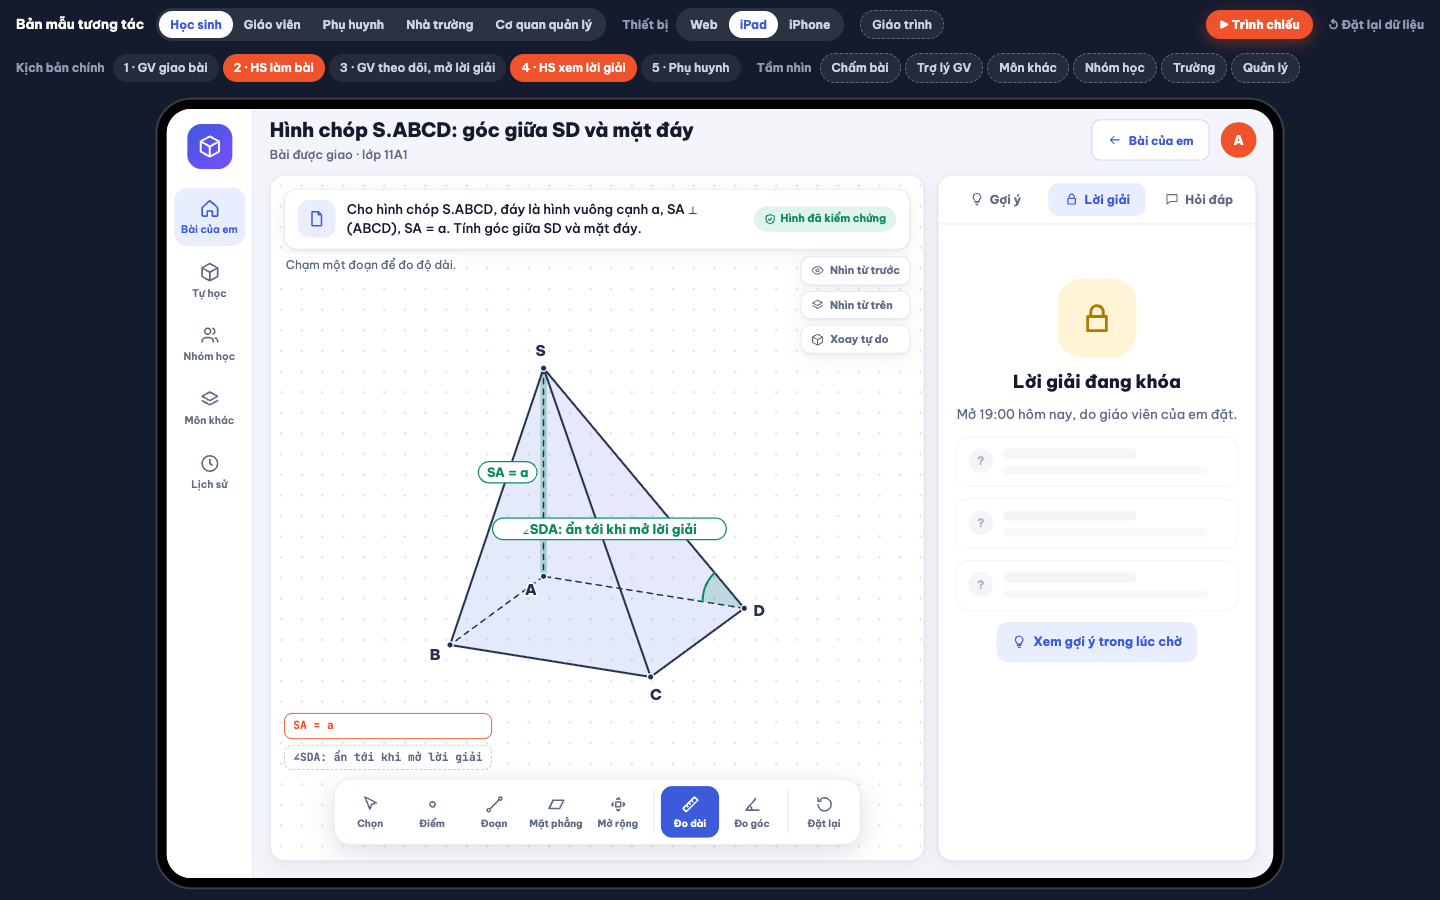 Bản mẫu tương tác
Học sinh
Giáo viên
Phụ huynh
Nhà trường
Cơ quan quản lý
Thiết bị
Web
iPad
iPhone
Giáo trình
Trình chiếu
Đặt lại dữ liệu
Kịch bản chính
1 · GV giao bài
2 · HS làm bài
3 · GV theo dõi, mở lời giải
4 · HS xem lời giải
5 · Phụ huynh
Tầm nhìn
Chấm bài
Trợ lý GV
Môn khác
Nhóm học
Trường
Quản lý
Hình chóp S.ABCD: góc giữa SD và mặt đáy
Bài được giao · lớp 11A1
← Bài của em
A
Bài của em
Tự học
Nhóm học
Môn khác
Lịch sử
Cho hình chóp S.ABCD, đáy là hình vuông cạnh a, SA ⊥
(ABCD), SA = a. Tính góc giữa SD và mặt đáy.
Hình đã kiểm chứng
Chạm một đoạn để đo độ dài.
Nhìn từ trước
Nhìn từ trên
Xoay tự do
S
SA = a
∠SDA: ẩn tới khi mở lời giải
A
D
B
C
SA = a
∠SDA: ẩn tới khi mở lời giải
Chọn
Điểm
Đoạn
Mặt phẳng
Mở rộng
Đo dài
Đo góc
Đặt lại
Gợi ý
Lời giải
Hỏi đáp
Lời giải đang khóa
Mở 19:00 hôm nay, do giáo viên của em đặt.
?
?
?
Xem gợi ý trong lúc chờ